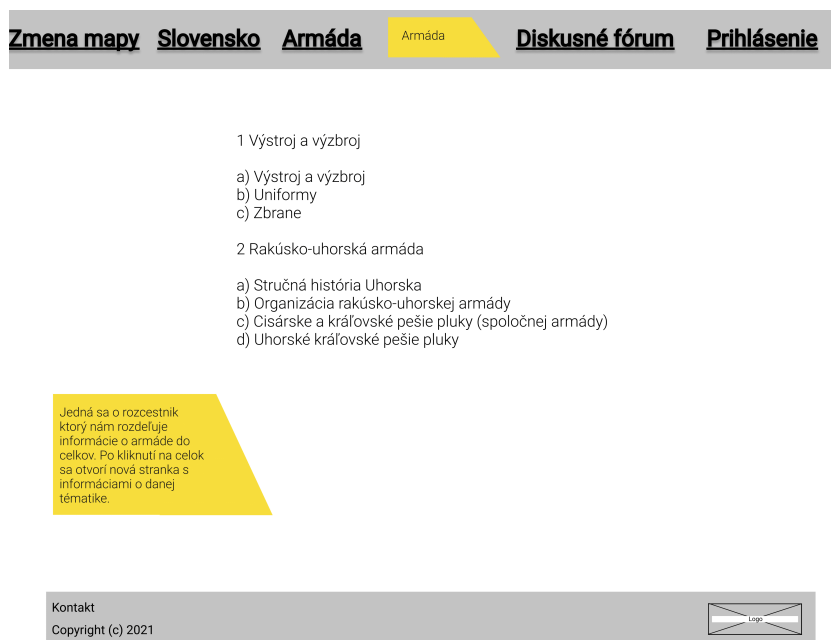 Zmena mapy Slovensko Armáda Armáda Diskusné fórum Prihlásenie
1 Výstroj a výzbroj
a) Výstroj a výzbroj
b) Uniformy
c) Zbrane
2 Rakúsko-uhorská armáda
a) Stručná história Uhorska
b) Organizácia rakúsko-uhorskej armády
c) Cisárske a kráľovské pešie pluky (spoločnej armády)
d) Uhorské kráľovské pešie pluky
Jedná sa o rozcestnik
ktorý nám rozdeľuje
informácie o armáde do
celkov. Po kliknutí na celok
sa otvorí nová stranka s
informáciami o danej
tématike.
Kontakt
Copyright (c) 2021
Logo